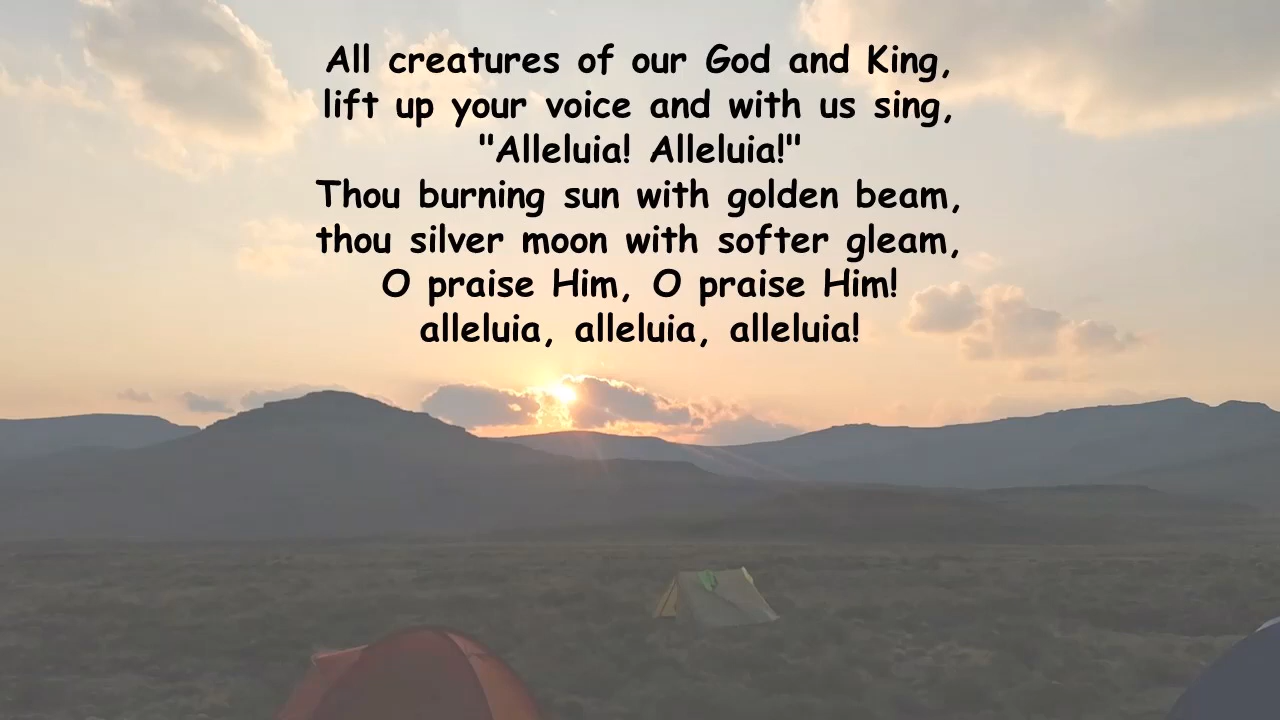 All creatures of our God and King,
lift up your voice and with us sing,
"Alleluia! Alleluia!"
Thou burning sun with golden beam,
thou silver moon with softer gleam,
O praise Him, O praise Him!
alleluia, alleluia, alleluia!